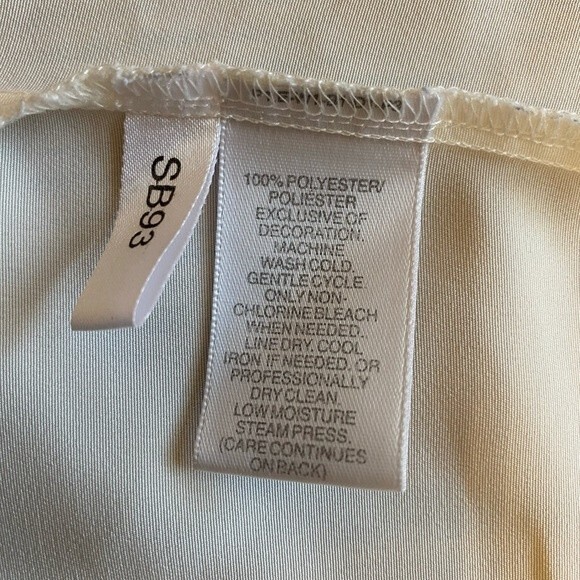 SB93
100% POLYESTER/
POLIESTER
EXCLUSIVE OF
DECORATION.
MACHINE
WASH COLD.
GENTLE CYCLE.
ONLY NON-
CHLORINE BLEACH
WHEN NEEDED.
LINE DRY. COOL
IRON IF NEEDED. OR
PROFESSIONALLY
DRY CLEAN.
LOW MOISTURE
STEAM PRESS.
(CARE CONTINUES
ON BACK)